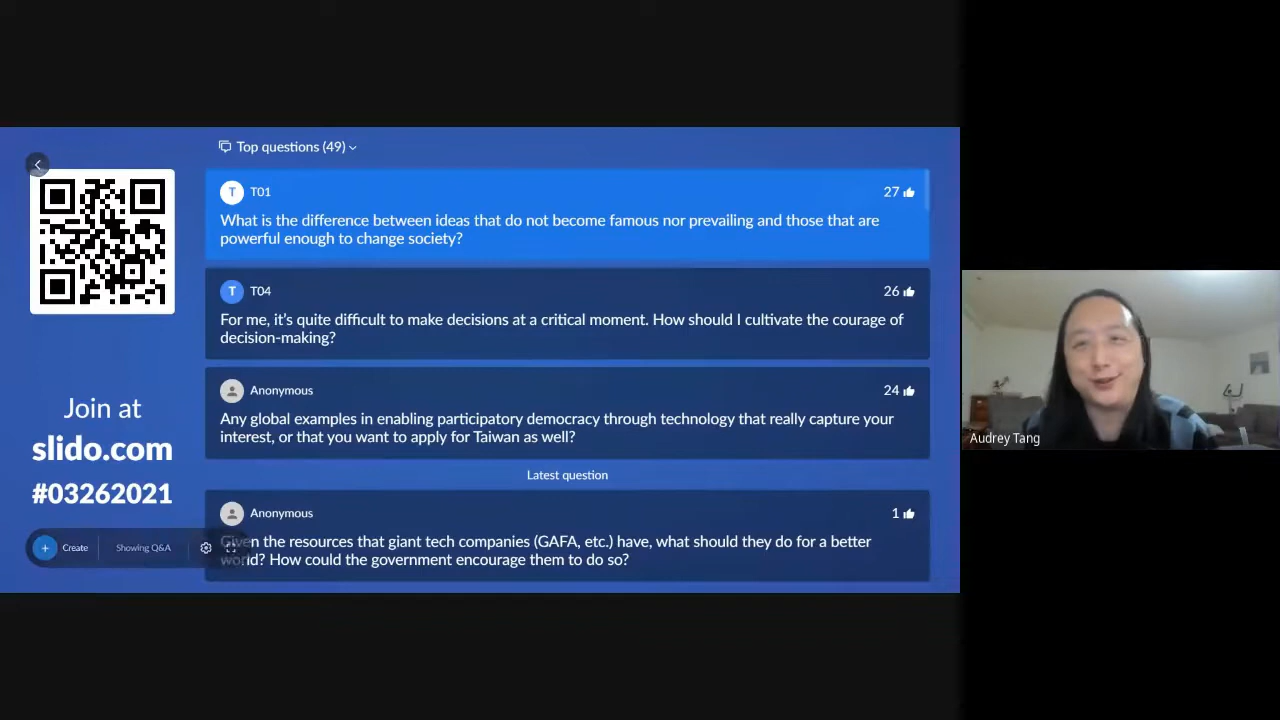 Top questions (49)
T
T01
27
What is the difference between ideas that do not become famous nor prevailing and those that are
powerful enough to change society?
T
T04
26
For me, it's quite difficult to make decisions at a critical moment. How should I cultivate the courage of
decision-making?
Anonymous
24
Any global examples in enabling participatory democracy through technology that really capture your
interest, or that you want to apply for Taiwan as well?
Latest question
Anonymous
1
Given the resources that giant tech companies (GAFA, etc.) have, what should they do for a better
world? How could the government encourage them to do so?
Join at
slido.com
#03262021
Create
Showing Q&A
Audrey Tang